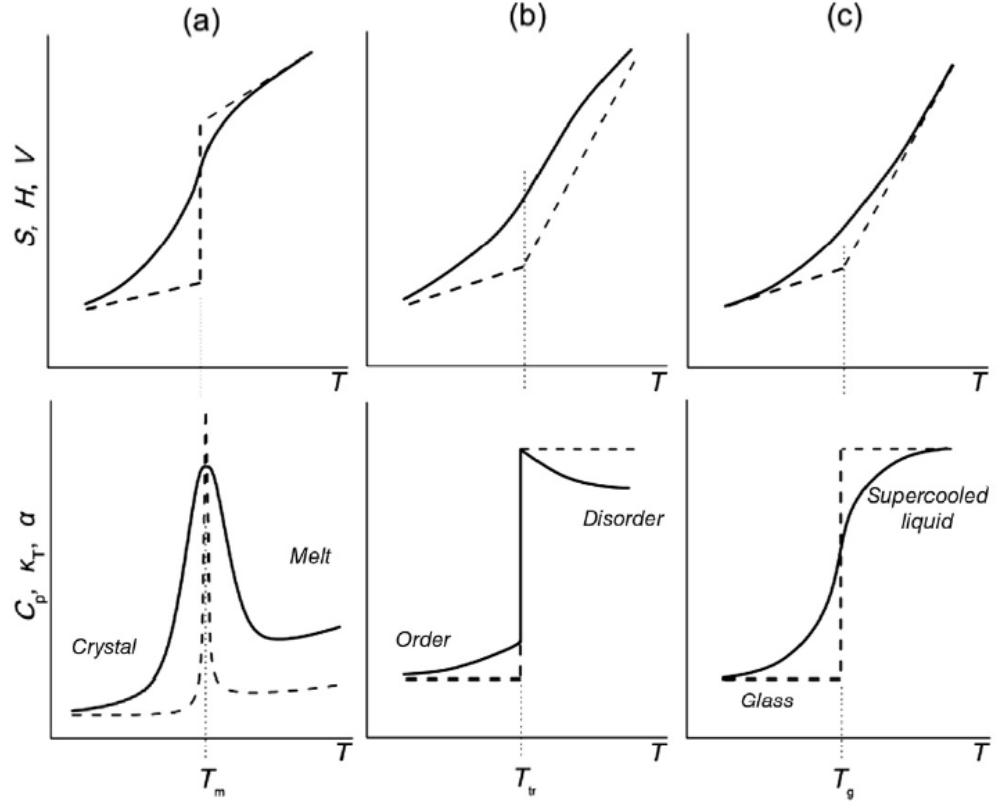 (a)
(b)
(c)
S, H, V
T
T
T
Cp, κT, α
Crystal
Melt
Order
Disorder
Supercooled
liquid
Glass
T
T
T
Tm
Ttr
Tg